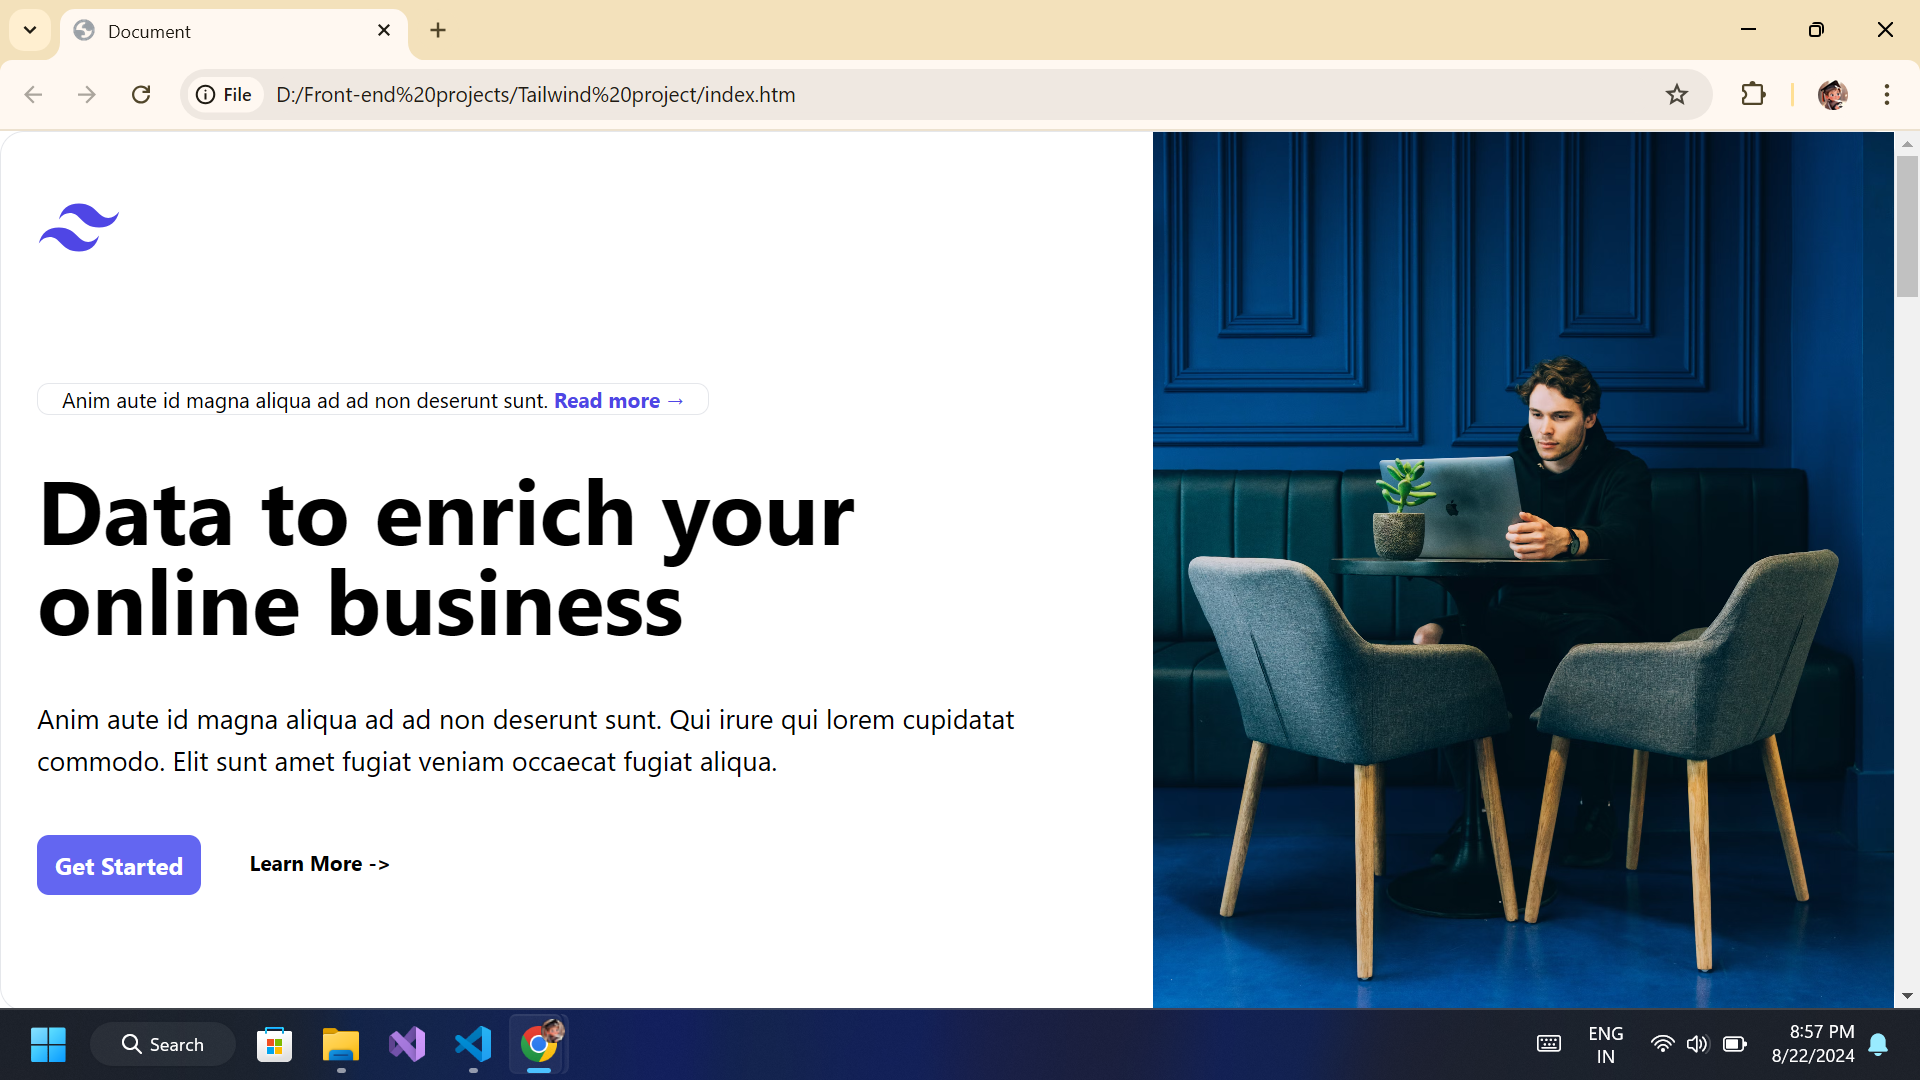 Document
File
D:/Front-end%20projects/Tailwind%20project/index.htm
Anim aute id magna aliqua ad ad non deserunt sunt. Read more →
Data to enrich your
online business
Anim aute id magna aliqua ad ad non deserunt sunt. Qui irure qui lorem cupidatat
commodo. Elit sunt amet fugiat veniam occaecat fugiat aliqua.
Get Started
Learn More ->
Search
ENG
IN
8:57 PM
8/22/2024